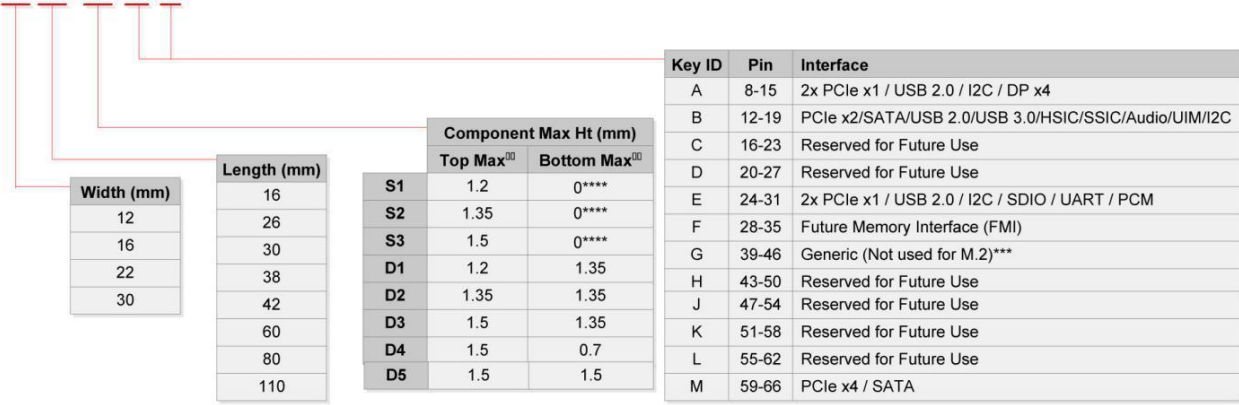 Key ID Pin Interface
A 8-15 2x PCIe x1 / USB 2.0 / I2C / DP x4
B 12-19 PCIe x2/SATA/USB 2.0/USB 3.0/HSIC/SSIC/Audio/UIM/I2C
C 16-23 Reserved for Future Use
D 20-27 Reserved for Future Use
E 24-31 2x PCIe x1 / USB 2.0 / I2C / SDIO / UART / PCM
F 28-35 Future Memory Interface (FMI)
G 39-46 Generic (Not used for M.2)***
H 43-50 Reserved for Future Use
J 47-54 Reserved for Future Use
K 51-58 Reserved for Future Use
L 55-62 Reserved for Future Use
M 59-66 PCIe x4 / SATA
Component Max Ht (mm)
Top Max Bottom Max
S1 1.2 0****
S2 1.35 0****
S3 1.5 0****
D1 1.2 1.35
D2 1.35 1.35
D3 1.5 1.35
D4 1.5 0.7
D5 1.5 1.5
Length (mm)
16
26
30
38
42
60
80
110
Width (mm)
12
16
22
30